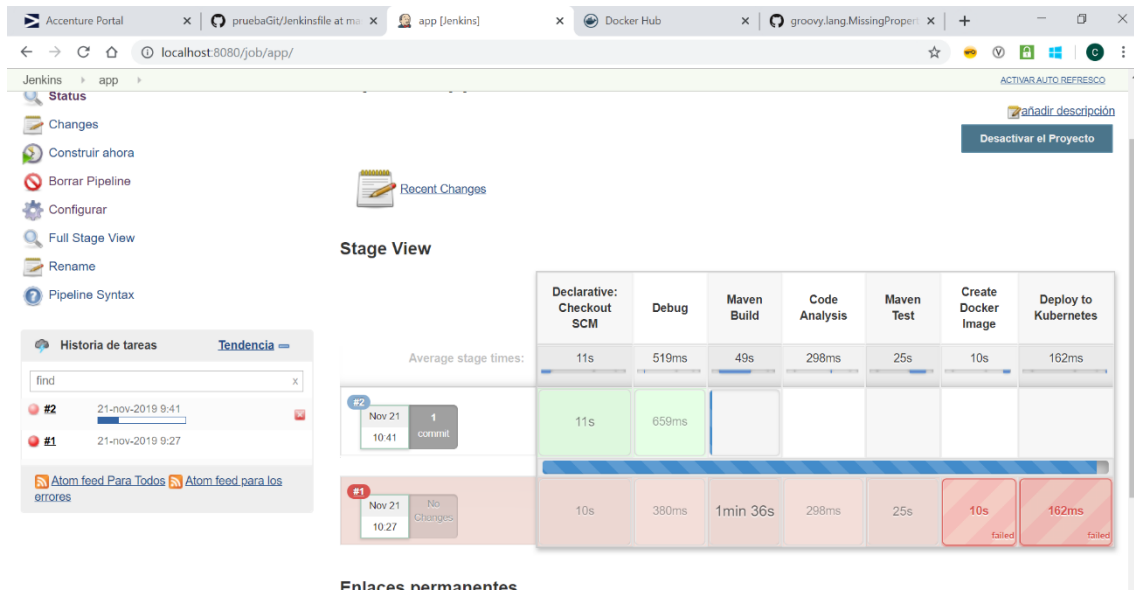 Accenture Portal
pruebaGit/Jenkinsfile at ma
app [Jenkins]
Docker Hub
groovy.lang.MissingPropert
localhost:8080/job/app/
Jenkins
app
ACTIVAR AUTO REFRESCO
Status
Changes
Construir ahora
Borrar Pipeline
Configurar
Full Stage View
Rename
Pipeline Syntax
añadir descripción
Desactivar el Proyecto
Recent Changes
Stage View
Historia de tareas
Tendencia
find
x
#2
21-nov-2019 9:41
#1
21-nov-2019 9:27
Atom feed Para Todos
Atom feed para los
errores
Declarative:
Checkout
SCM
Debug
Maven
Build
Code
Analysis
Maven
Test
Create
Docker
Image
Deploy to
Kubernetes
Average stage times:
11s
519ms
49s
298ms
25s
10s
162ms
#2
Nov 21
10:41
1
commit
11s
659ms
#1
Nov 21
10:27
No
Changes
10s
380ms
1min 36s
298ms
25s
10s
failed
162ms
failed
Enlaces permanentes